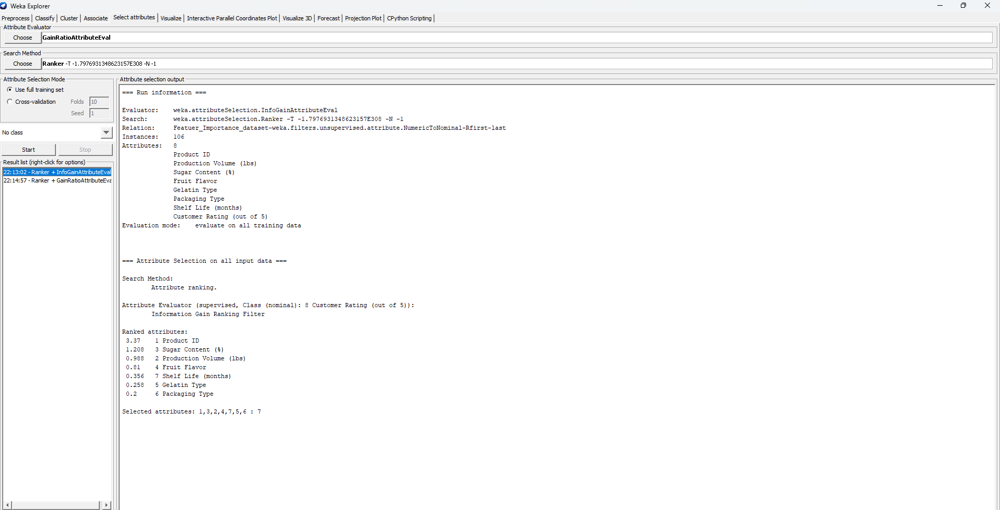 Weka Explorer
Preprocess Classify Cluster Associate Select attributes Visualize Interactive Parallel Coordinates Plot Visualize 3D Forecast Projection Plot CPython Scripting
Attribute Evaluator
Choose GainRatioAttributeEval
Search Method
Choose Ranker -T -1.7976931348623157E308 -N -1
Attribute Selection Mode
Use full training set
Cross-validation Folds 10
Seed 1
No class
Start Stop
Result list (right-click for options)
22:13:02 - Ranker + InfoGainAttributeEval
22:14:57 - Ranker + GainRatioAttributeEva
Attribute selection output
=== Run information ===
Evaluator: weka.attributeSelection.InfoGainAttributeEval
Search: weka.attributeSelection.Ranker -T -1.7976931348623157E308 -N -1
Relation: Featuer_Importance_dataset-weka.filters.unsupervised.attribute.NumericToNominal-Rfirst-last
Instances: 106
Attributes: 8
Product ID
Production Volume (lbs)
Sugar Content (%)
Fruit Flavor
Gelatin Type
Packaging Type
Shelf Life (months)
Customer Rating (out of 5)
Evaluation mode: evaluate on all training data
=== Attribute Selection on all input data ===
Search Method:
Attribute ranking.
Attribute Evaluator (supervised, Class (nominal): 8 Customer Rating (out of 5)):
Information Gain Ranking Filter
Ranked attributes:
3.37 1 Product ID
1.208 3 Sugar Content (%)
0.988 2 Production Volume (lbs)
0.81 4 Fruit Flavor
0.356 7 Shelf Life (months)
0.258 5 Gelatin Type
0.2 6 Packaging Type
Selected attributes: 1,3,2,4,7,5,6 : 7